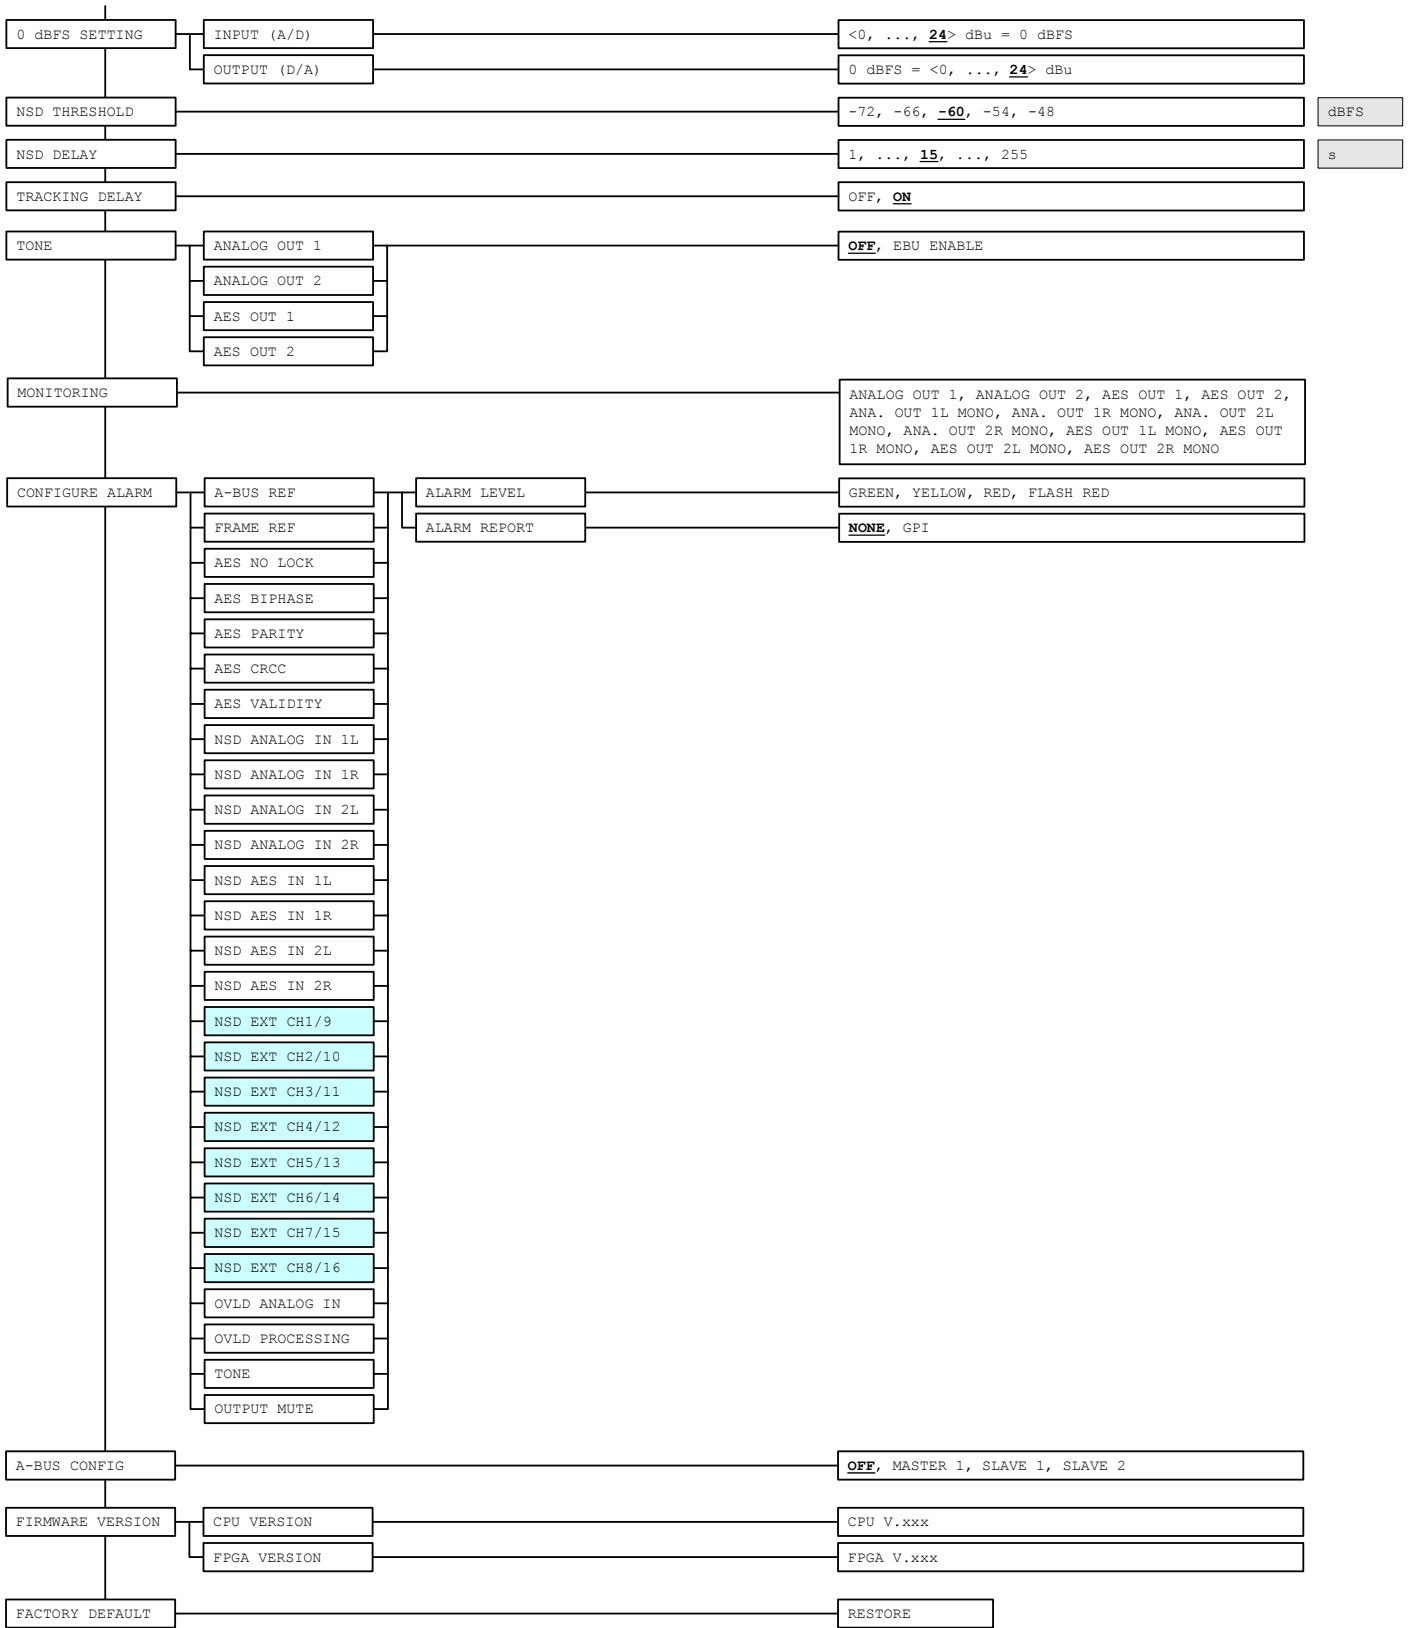 0 dBFS SETTING
INPUT (A/D)
<0, ..., 24> dBu = 0 dBFS
OUTPUT (D/A)
0 dBFS = <0, ..., 24> dBu
NSD THRESHOLD
-72, -66, -60, -54, -48
dBFS
NSD DELAY
1, ..., 15, ..., 255
s
TRACKING DELAY
OFF, ON
TONE
ANALOG OUT 1
OFF, EBU ENABLE
ANALOG OUT 2
AES OUT 1
AES OUT 2
MONITORING
ANALOG OUT 1, ANALOG OUT 2, AES OUT 1, AES OUT 2,
ANA. OUT 1L MONO, ANA. OUT 1R MONO, ANA. OUT 2L
MONO, ANA. OUT 2R MONO, AES OUT 1L MONO, AES OUT
1R MONO, AES OUT 2L MONO, AES OUT 2R MONO
CONFIGURE ALARM
A-BUS REF
ALARM LEVEL
GREEN, YELLOW, RED, FLASH RED
FRAME REF
ALARM REPORT
NONE, GPI
AES NO LOCK
AES BIPHASE
AES PARITY
AES CRCC
AES VALIDITY
NSD ANALOG IN 1L
NSD ANALOG IN 1R
NSD ANALOG IN 2L
NSD ANALOG IN 2R
NSD AES IN 1L
NSD AES IN 1R
NSD AES IN 2L
NSD AES IN 2R
NSD EXT CH1/9
NSD EXT CH2/10
NSD EXT CH3/11
NSD EXT CH4/12
NSD EXT CH5/13
NSD EXT CH6/14
NSD EXT CH7/15
NSD EXT CH8/16
OVLD ANALOG IN
OVLD PROCESSING
TONE
OUTPUT MUTE
A-BUS CONFIG
OFF, MASTER 1, SLAVE 1, SLAVE 2
FIRMWARE VERSION
CPU VERSION
CPU V.xxx
FPGA VERSION
FPGA V.xxx
FACTORY DEFAULT
RESTORE